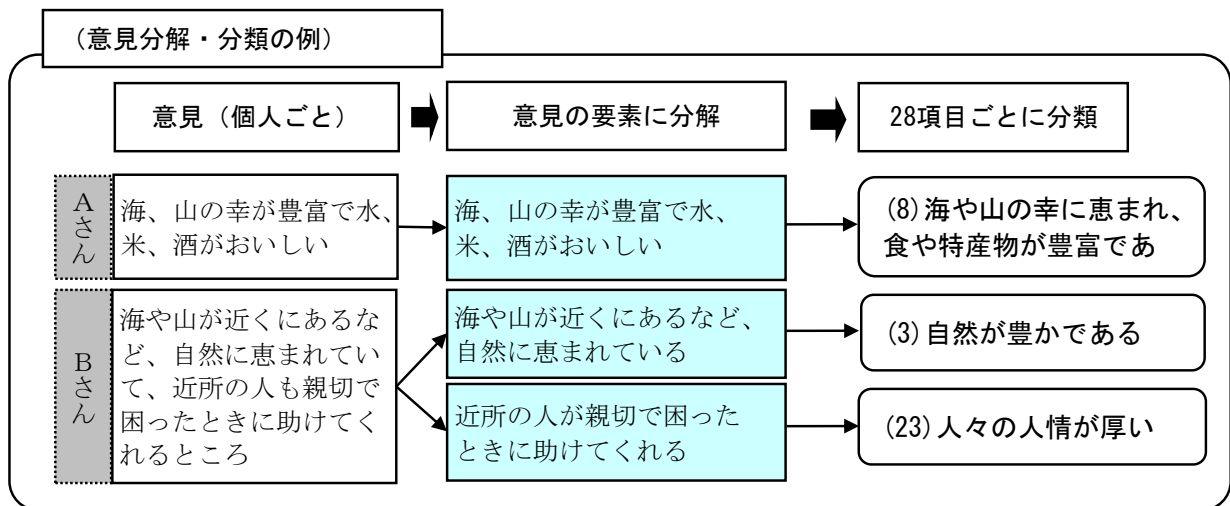 （意見分解・分類の例）
意見（個人ごと）
意見の要素に分解
28項目ごとに分類
Aさん
海、山の幸が豊富で水、
米、酒がおいしい
海、山の幸が豊富で水、
米、酒がおいしい
(8)海や山の幸に恵まれ、
食や特産物が豊富であ
Bさん
海や山が近くにあるな
ど、自然に恵まれてい
て、近所の人も親切で
困ったときに助けてく
れるところ
海や山が近くにあるなど、
自然に恵まれている
(3)自然が豊かである
近所の人が親切で困った
ときに助けてくれる
(23)人々の人情が厚い